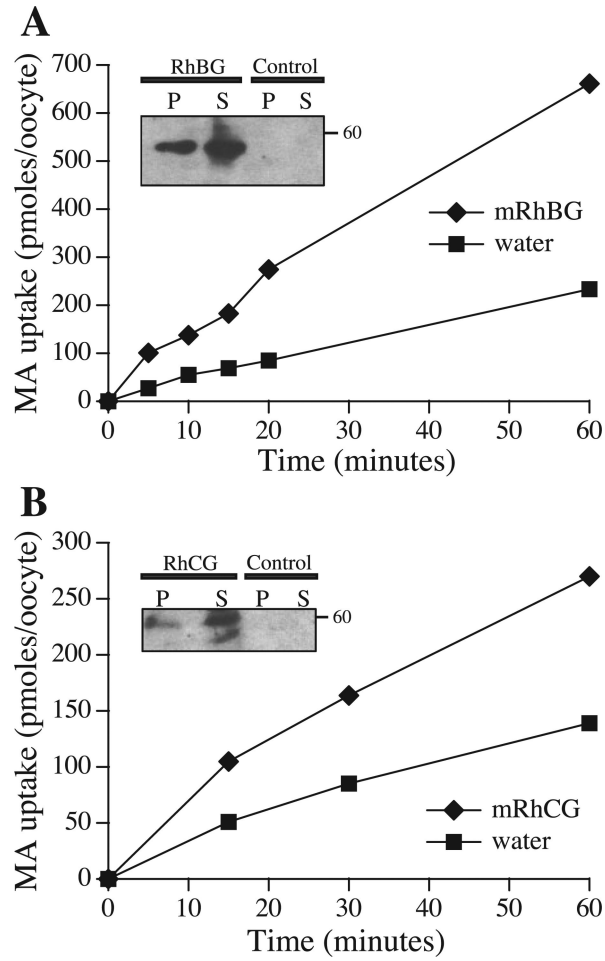 A
MA uptake (pmoles/oocyte)
700
600
500
400
300
200
100
0
RhBG Control
P S P S
60
mRhBG
water
0 10 20 30 40 50 60
Time (minutes)
B
MA uptake (pmoles/oocyte)
300
250
200
150
100
50
0
RhCG Control
P S P S
60
mRhCG
water
0 10 20 30 40 50 60
Time (minutes)